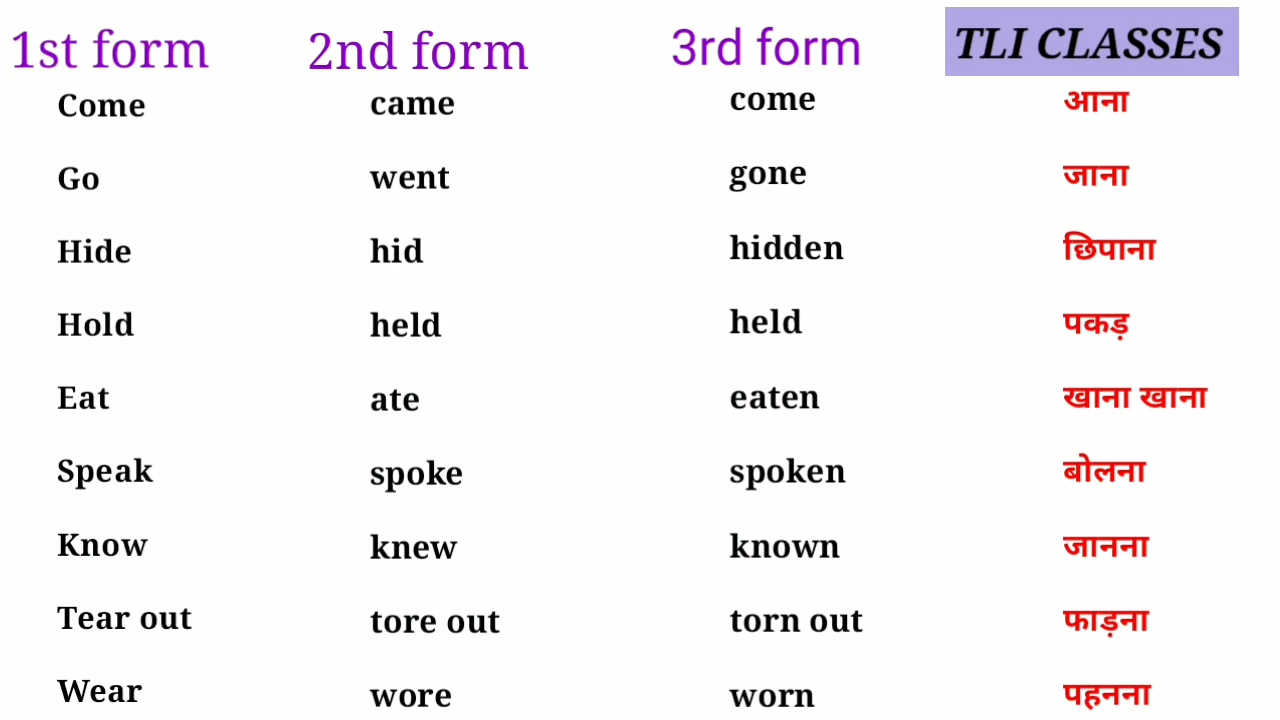 1st form 2nd form 3rd form TLI CLASSES
Come came come आना
Go went gone जाना
Hide hid hidden छिपाना
Hold held held पकड़
Eat ate eaten खाना खाना
Speak spoke spoken बोलना
Know knew known जानना
Tear out tore out torn out फाड़ना
Wear wore worn पहनना